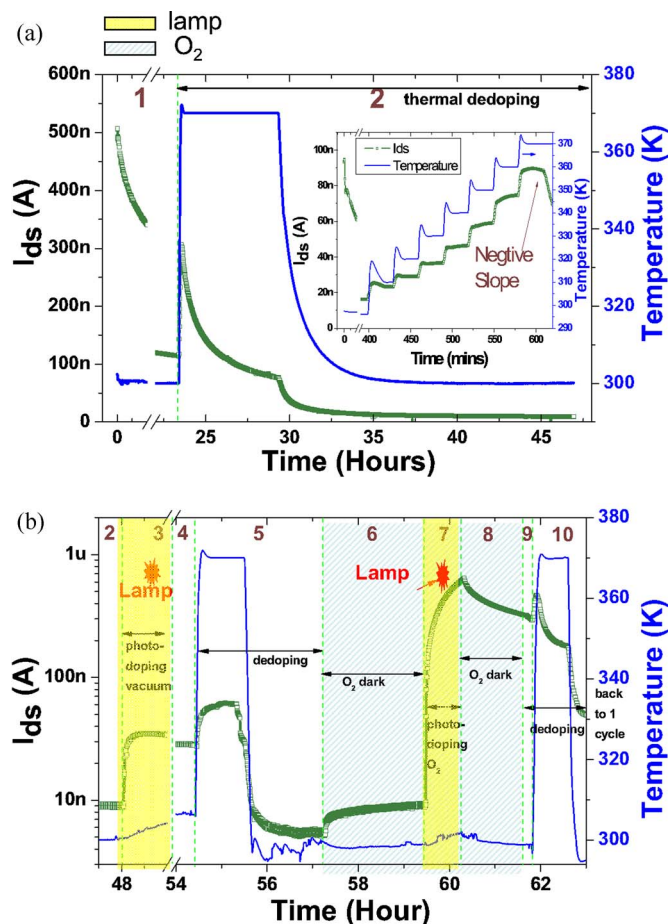 lamp
(a)
O2
600n
500n
400n
300n
200n
100n
0
Ids (A)
1
2
thermal dedoping
380
360
340
320
300
Temperature (K)
Ids
Temperature
100n
80n
60n
40n
20n
0
Ids (A)
370
360
350
340
330
320
310
300
290
Temperature (K)
Negtive
Slope
0 400 450 500 550 600
Time (mins)
0 25 30 35 40 45
Time (Hours)
(b)
2 3 4 5 6 7 8 9 10
1u
100n
10n
Ids (A)
Lamp
Lamp
photo-
doping
vacuum
dedoping
O2 dark
photo-
doping
O2
O2 dark
back
to 1
cycle
dedoping
380
360
340
320
300
Temperature (K)
48 54 56 58 60 62
Time (Hour)